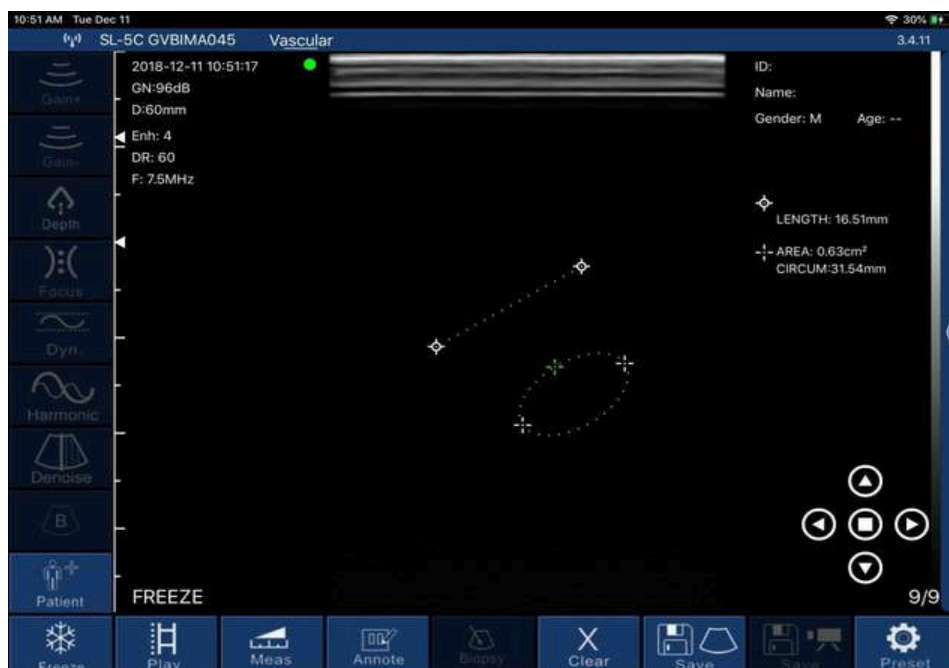 10:51 AM Tue Dec 11
30%
SL-5C GVBIMA045 Vascular 3.4.11
2018-12-11 10:51:17
GN:96dB
D:60mm
Enh: 4
DR: 60
F: 7.5MHz
ID:
Name:
Gender: M Age: --
LENGTH: 16.51mm
AREA: 0.63cm²
CIRCUM:31.54mm
Gain+
Gain-
Depth
Focus
Dyn.
Harmonic
Denoise
B
Patient
FREEZE
9/9
Freeze
Play
Meas
Annote
Biopsy
Clear
Save
Save
Preset